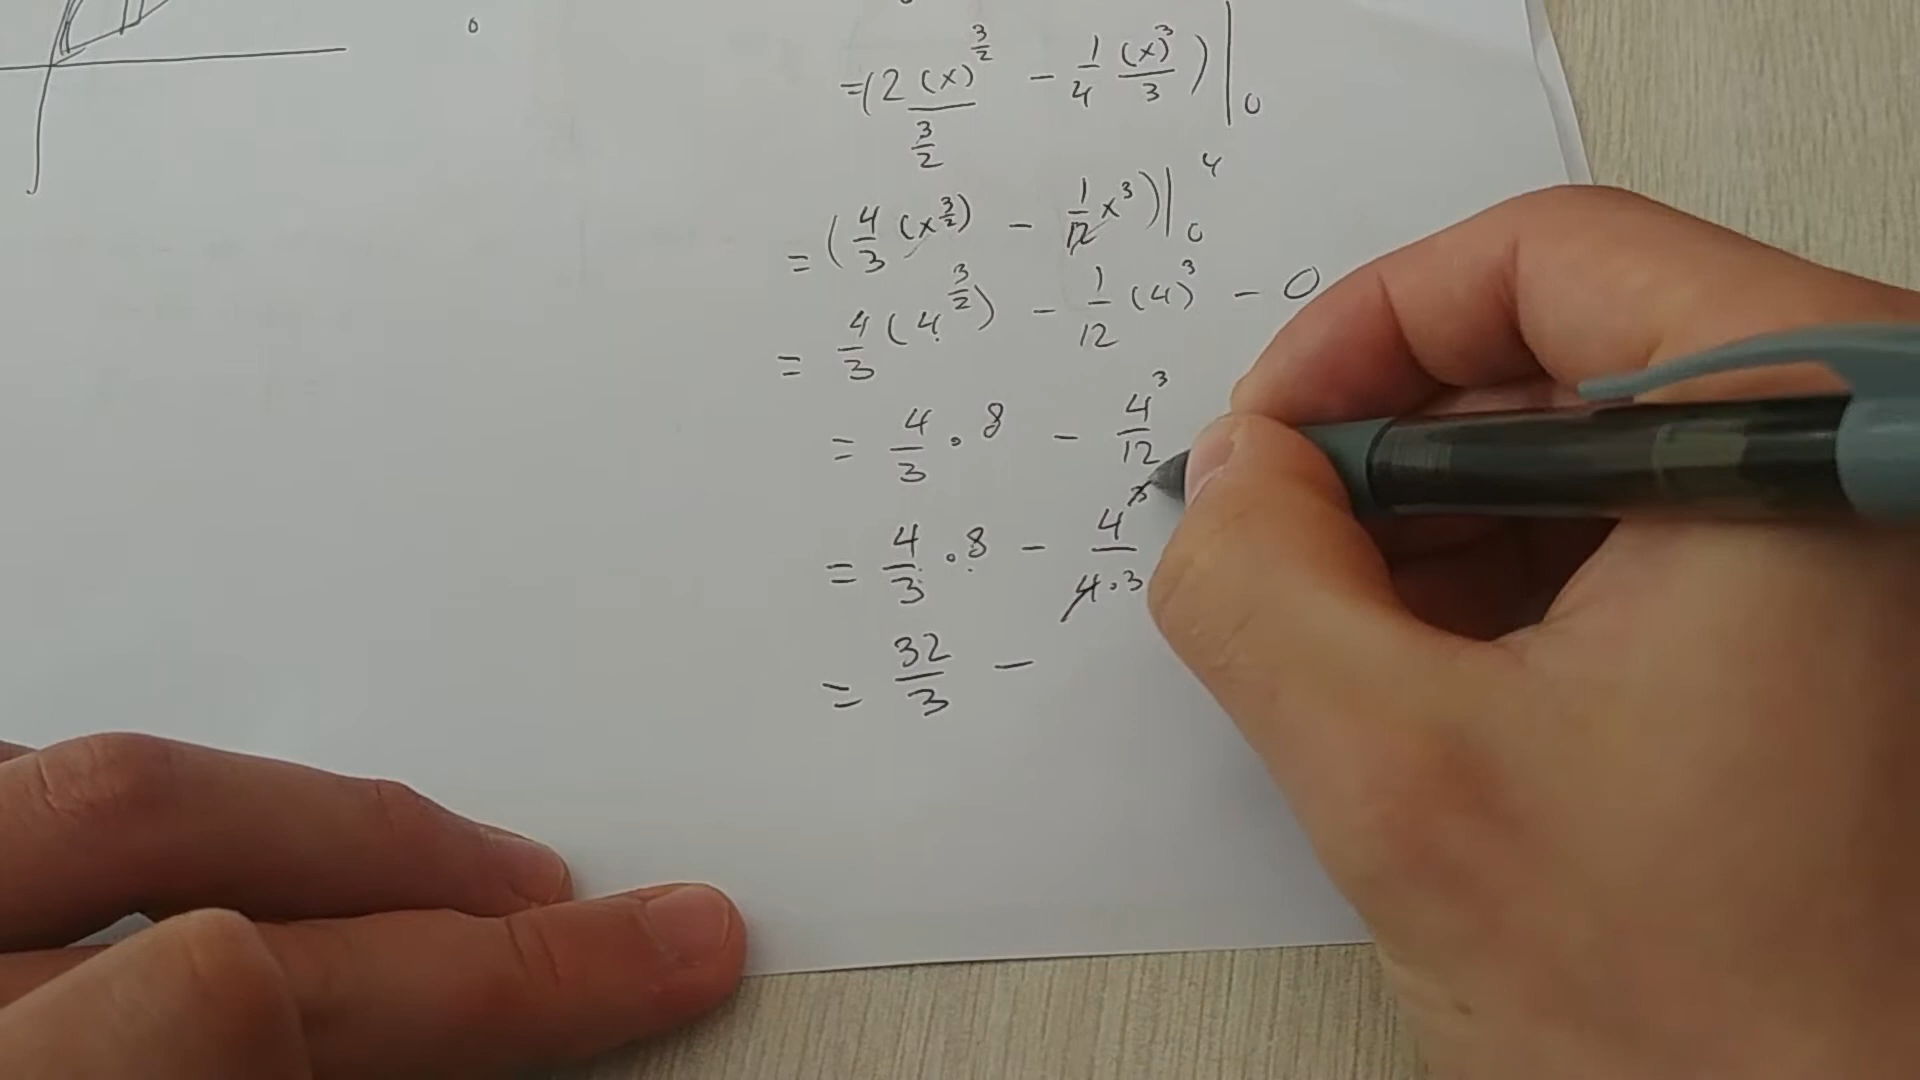 0
=(2 (x)^{3/2} / (3/2) - 1/4 (x)^3/3)|_0
= (4/3 (x^{3/2}) - 1/12 x^3)|_0^4
= 4/3 (4^{3/2}) - 1/12 (4)^3 - 0
= 4/3 . 8 - 4^3/12
= 4/3 . 8 - 4^3/4.3
= 32/3 -